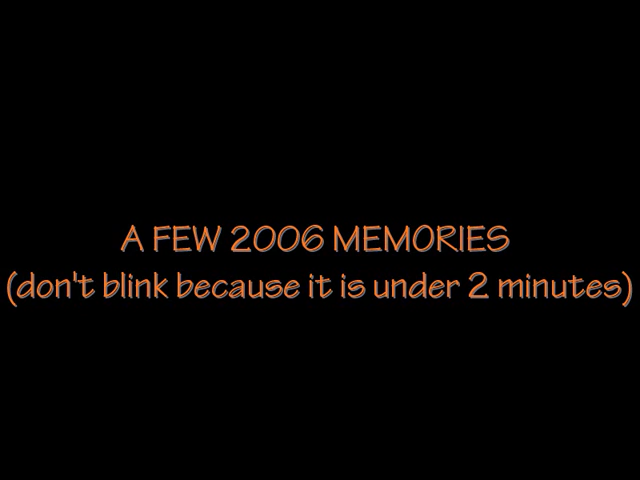 A FEW 2006 MEMORIES
(don't blink because it is under 2 minutes)